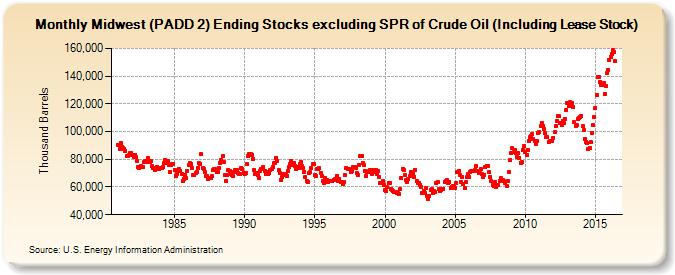 Monthly Midwest (PADD 2) Ending Stocks excluding SPR of Crude Oil (Including Lease Stock)
Thousand Barrels
160,000
140,000
120,000
100,000
80,000
60,000
40,000
1985 1990 1995 2000 2005 2010 2015
Source: U.S. Energy Information Administration